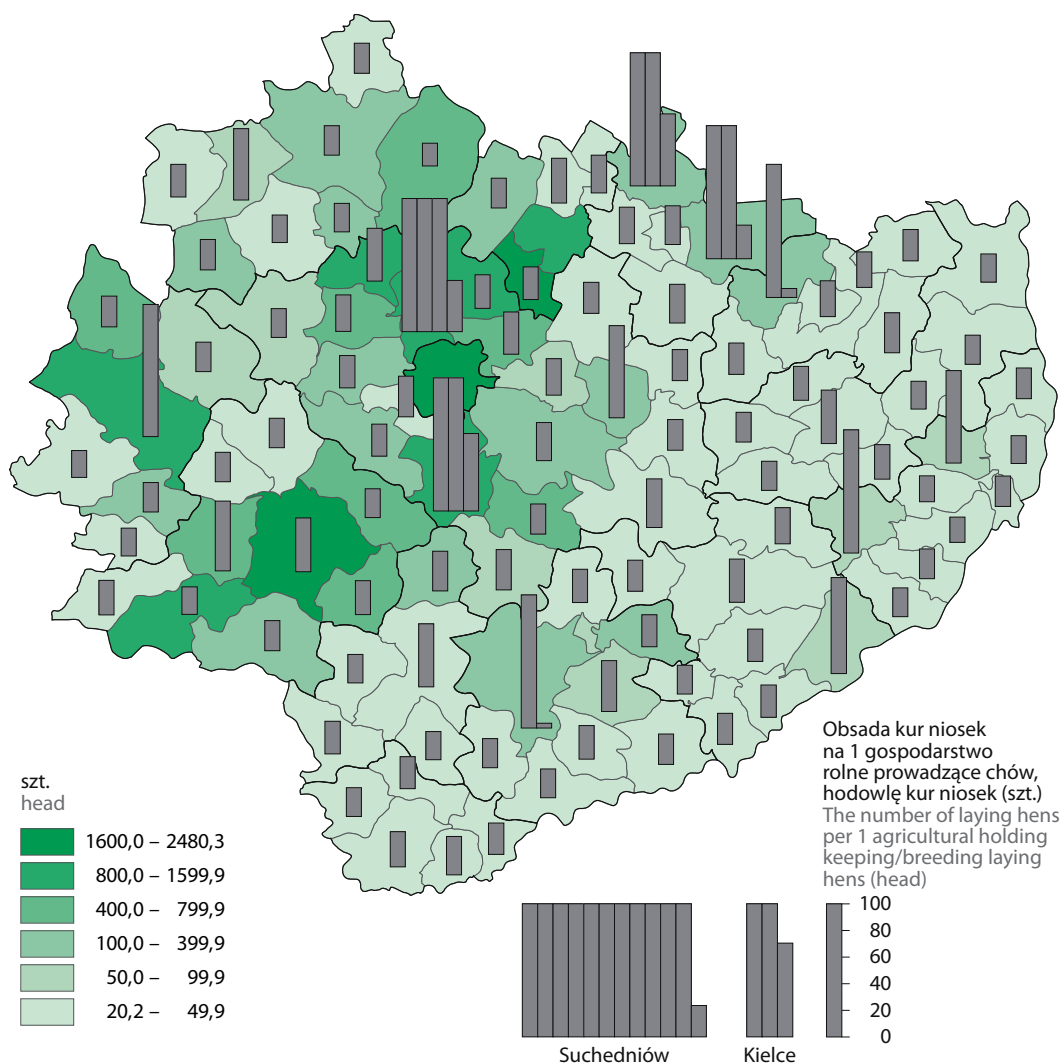 Obsada kur niosek
na 1 gospodarstwo
rolne prowadzące chów,
hodowlę kur niosek (szt.)
The number of laying hens
per 1 agricultural holding
keeping/breeding laying
hens (head)
szt.
head
1600,0 – 2480,3
800,0 – 1599,9
400,0 – 799,9
100,0 – 399,9
50,0 – 99,9
20,2 – 49,9
100
80
60
40
20
0
Suchedniów
Kielce